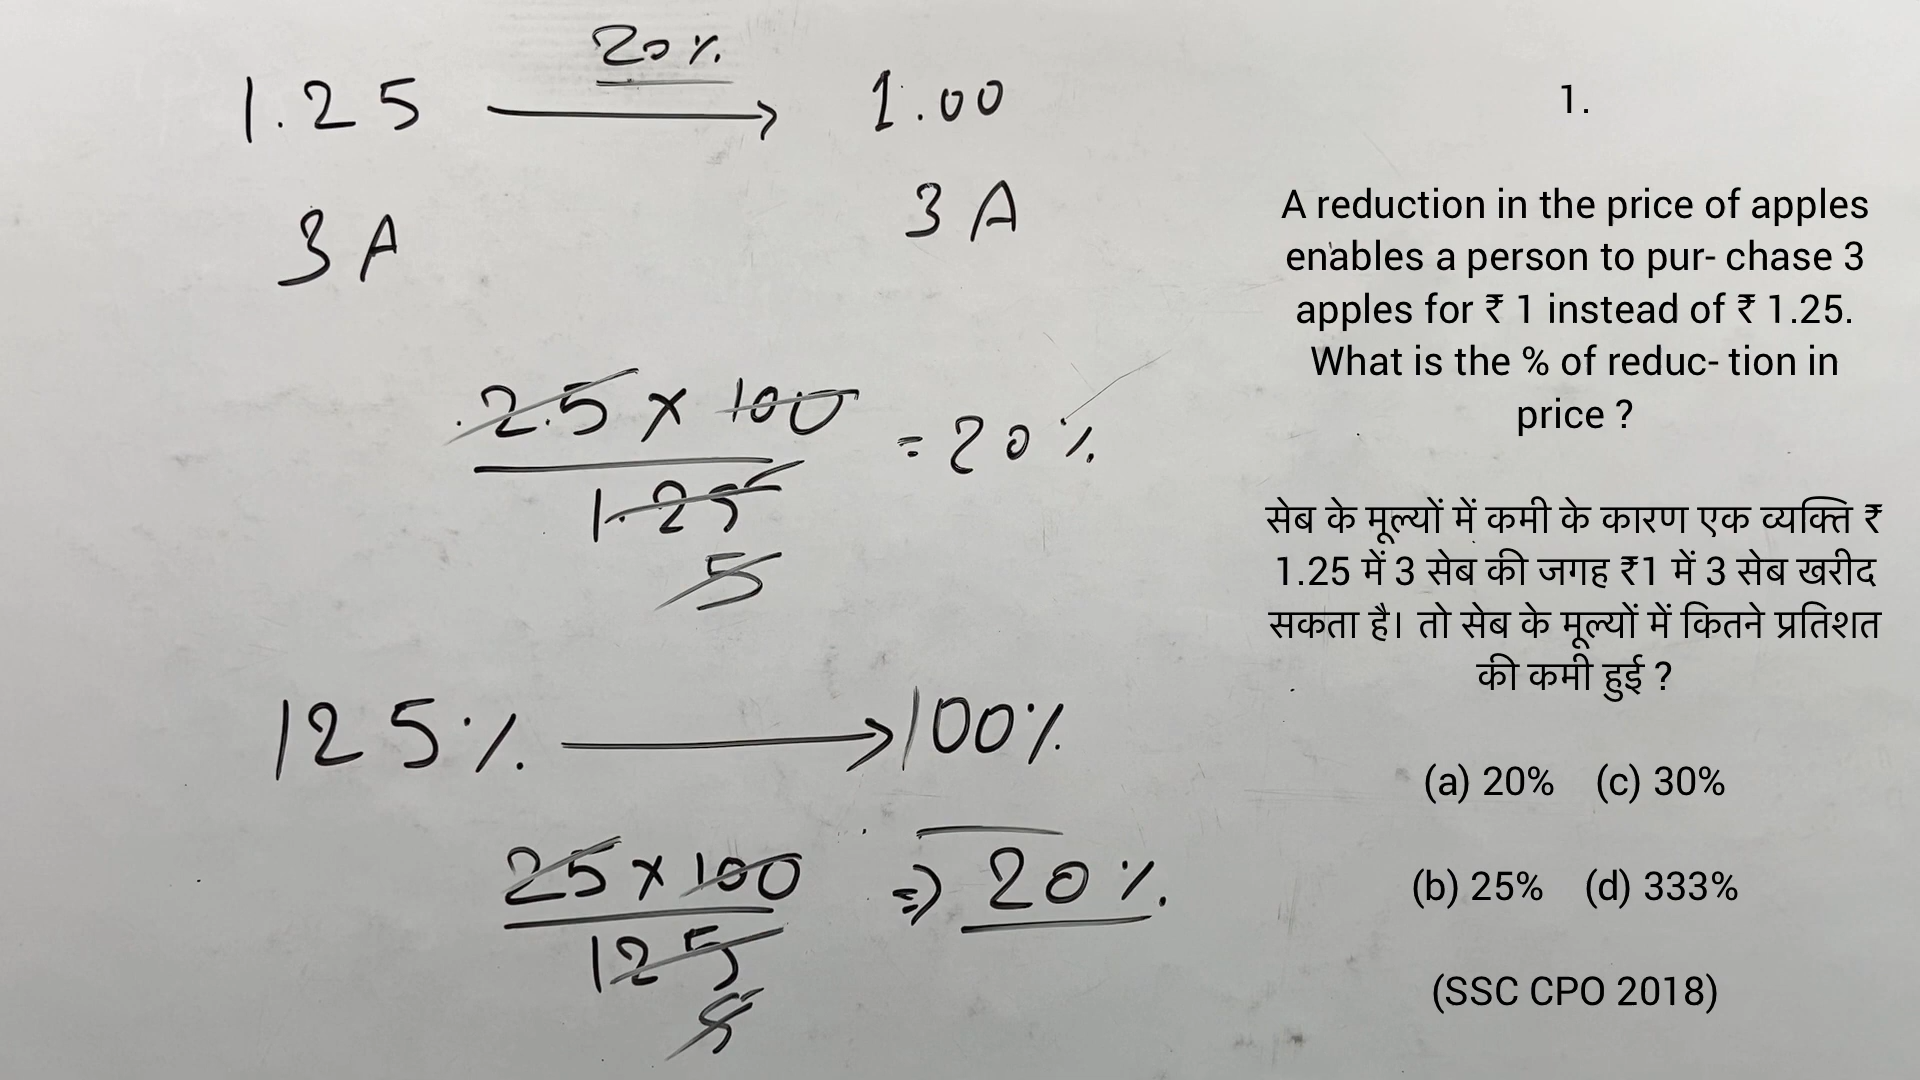 20%
1.25 → 1.00
3A 3A
.2.5 x 100
= 20%
1.25
5
125% → 100%
25 x 100
⇒ 20%
125
5
1.
A reduction in the price of apples
enables a person to pur- chase 3
apples for ₹ 1 instead of ₹ 1.25.
What is the % of reduc- tion in
price ?
सेब के मूल्यों में कमी के कारण एक व्यक्ति ₹
1.25 में 3 सेब की जगह ₹1 में 3 सेब खरीद
सकता है। तो सेब के मूल्यों में कितने प्रतिशत
की कमी हुई ?
(a) 20% (c) 30%
(b) 25% (d) 333%
(SSC CPO 2018)